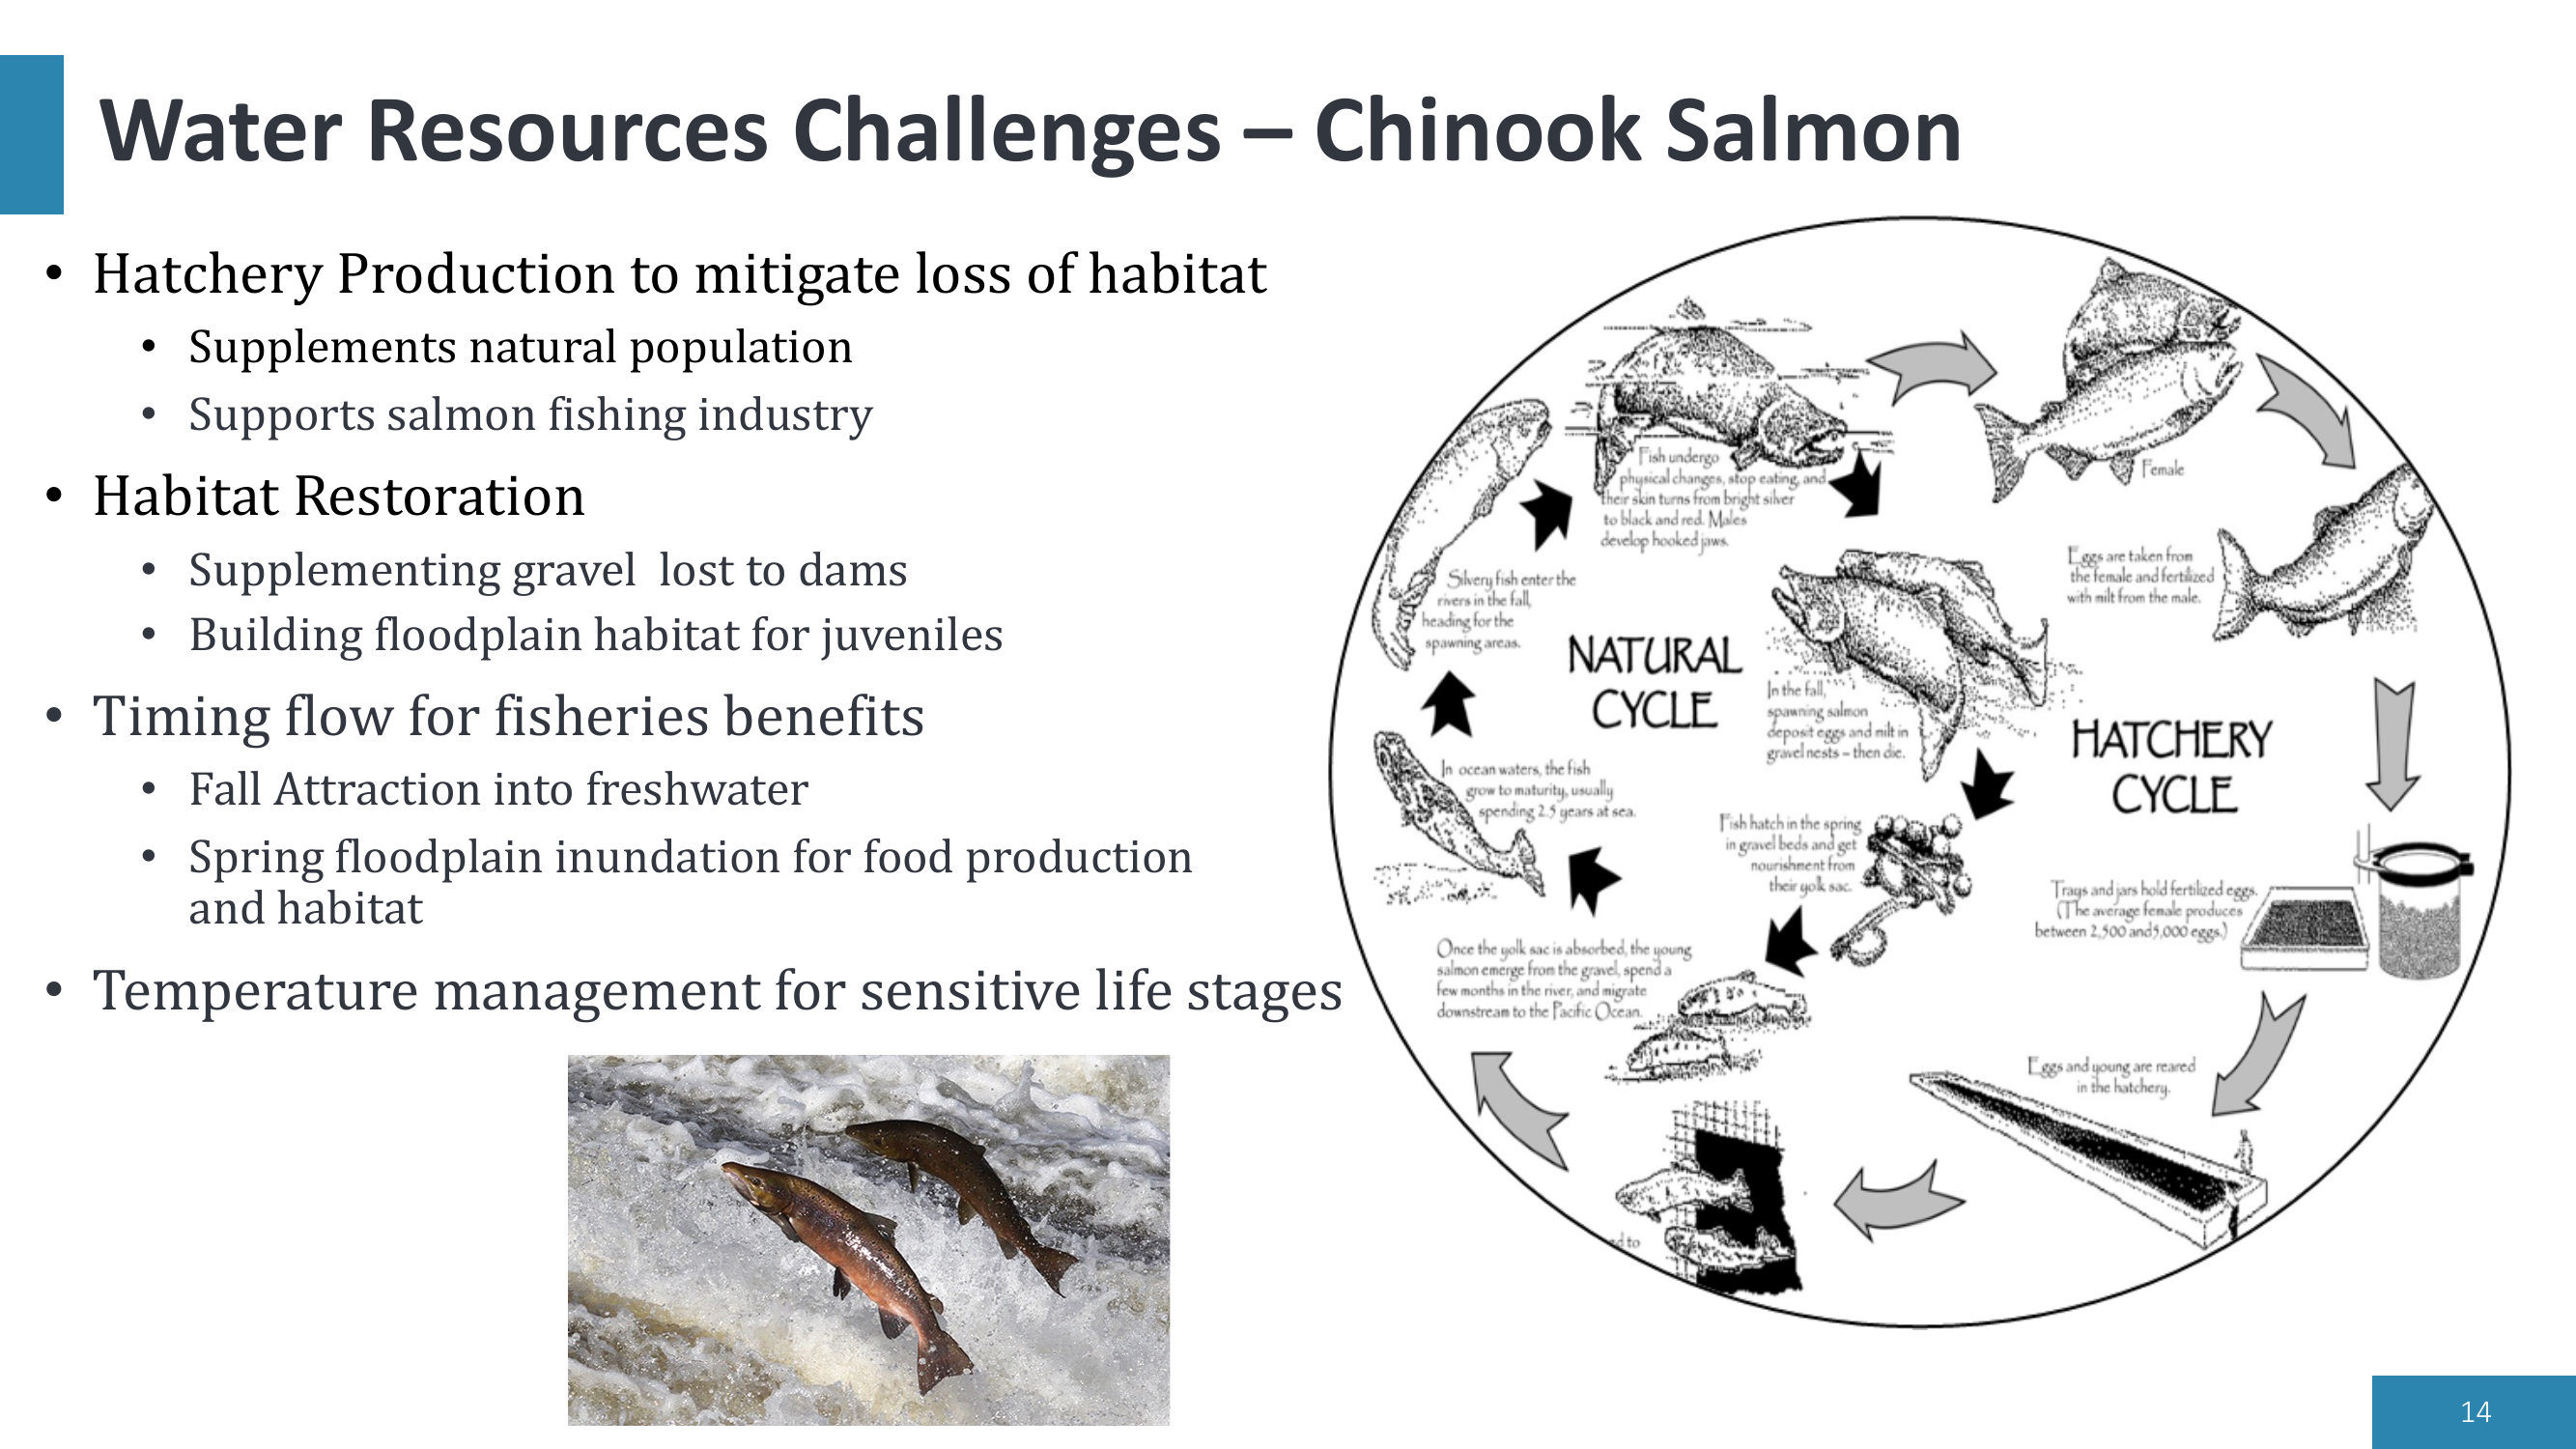 Water Resources Challenges – Chinook Salmon
• Hatchery Production to mitigate loss of habitat
• Supplements natural population
• Supports salmon fishing industry
• Habitat Restoration
• Supplementing gravel  lost to dams
• Building floodplain habitat for juveniles
• Timing flow for fisheries benefits
• Fall Attraction into freshwater
• Spring floodplain inundation for food production
and habitat
• Temperature management for sensitive life stages
Fish undergo
physical changes, stop eating, and
their skin turns from bright silver
to black and red. Males
develop hooked jaws.
Female
Silvery fish enter the
rivers in the fall,
heading for the
spawning areas.
Eggs are taken from
the female and fertilized
with milt from the male.
NATURAL
CYCLE
In the fall,
spawning salmon
deposit eggs and milt in
gravel nests – then die.
HATCHERY
CYCLE
In ocean waters, the fish
grow to maturity, usually
spending 2.5 years at sea.
Fish hatch in the spring
in gravel beds and get
nourishment from
their yolk sac.
Trays and jars hold fertilized eggs.
(The average female produces
between 2,500 and 5,000 eggs.)
Once the yolk sac is absorbed, the young
salmon emerge from the gravel, spend a
few months in the river, and migrate
downstream to the Pacific Ocean.
Eggs and young are reared
in the hatchery.
to
14